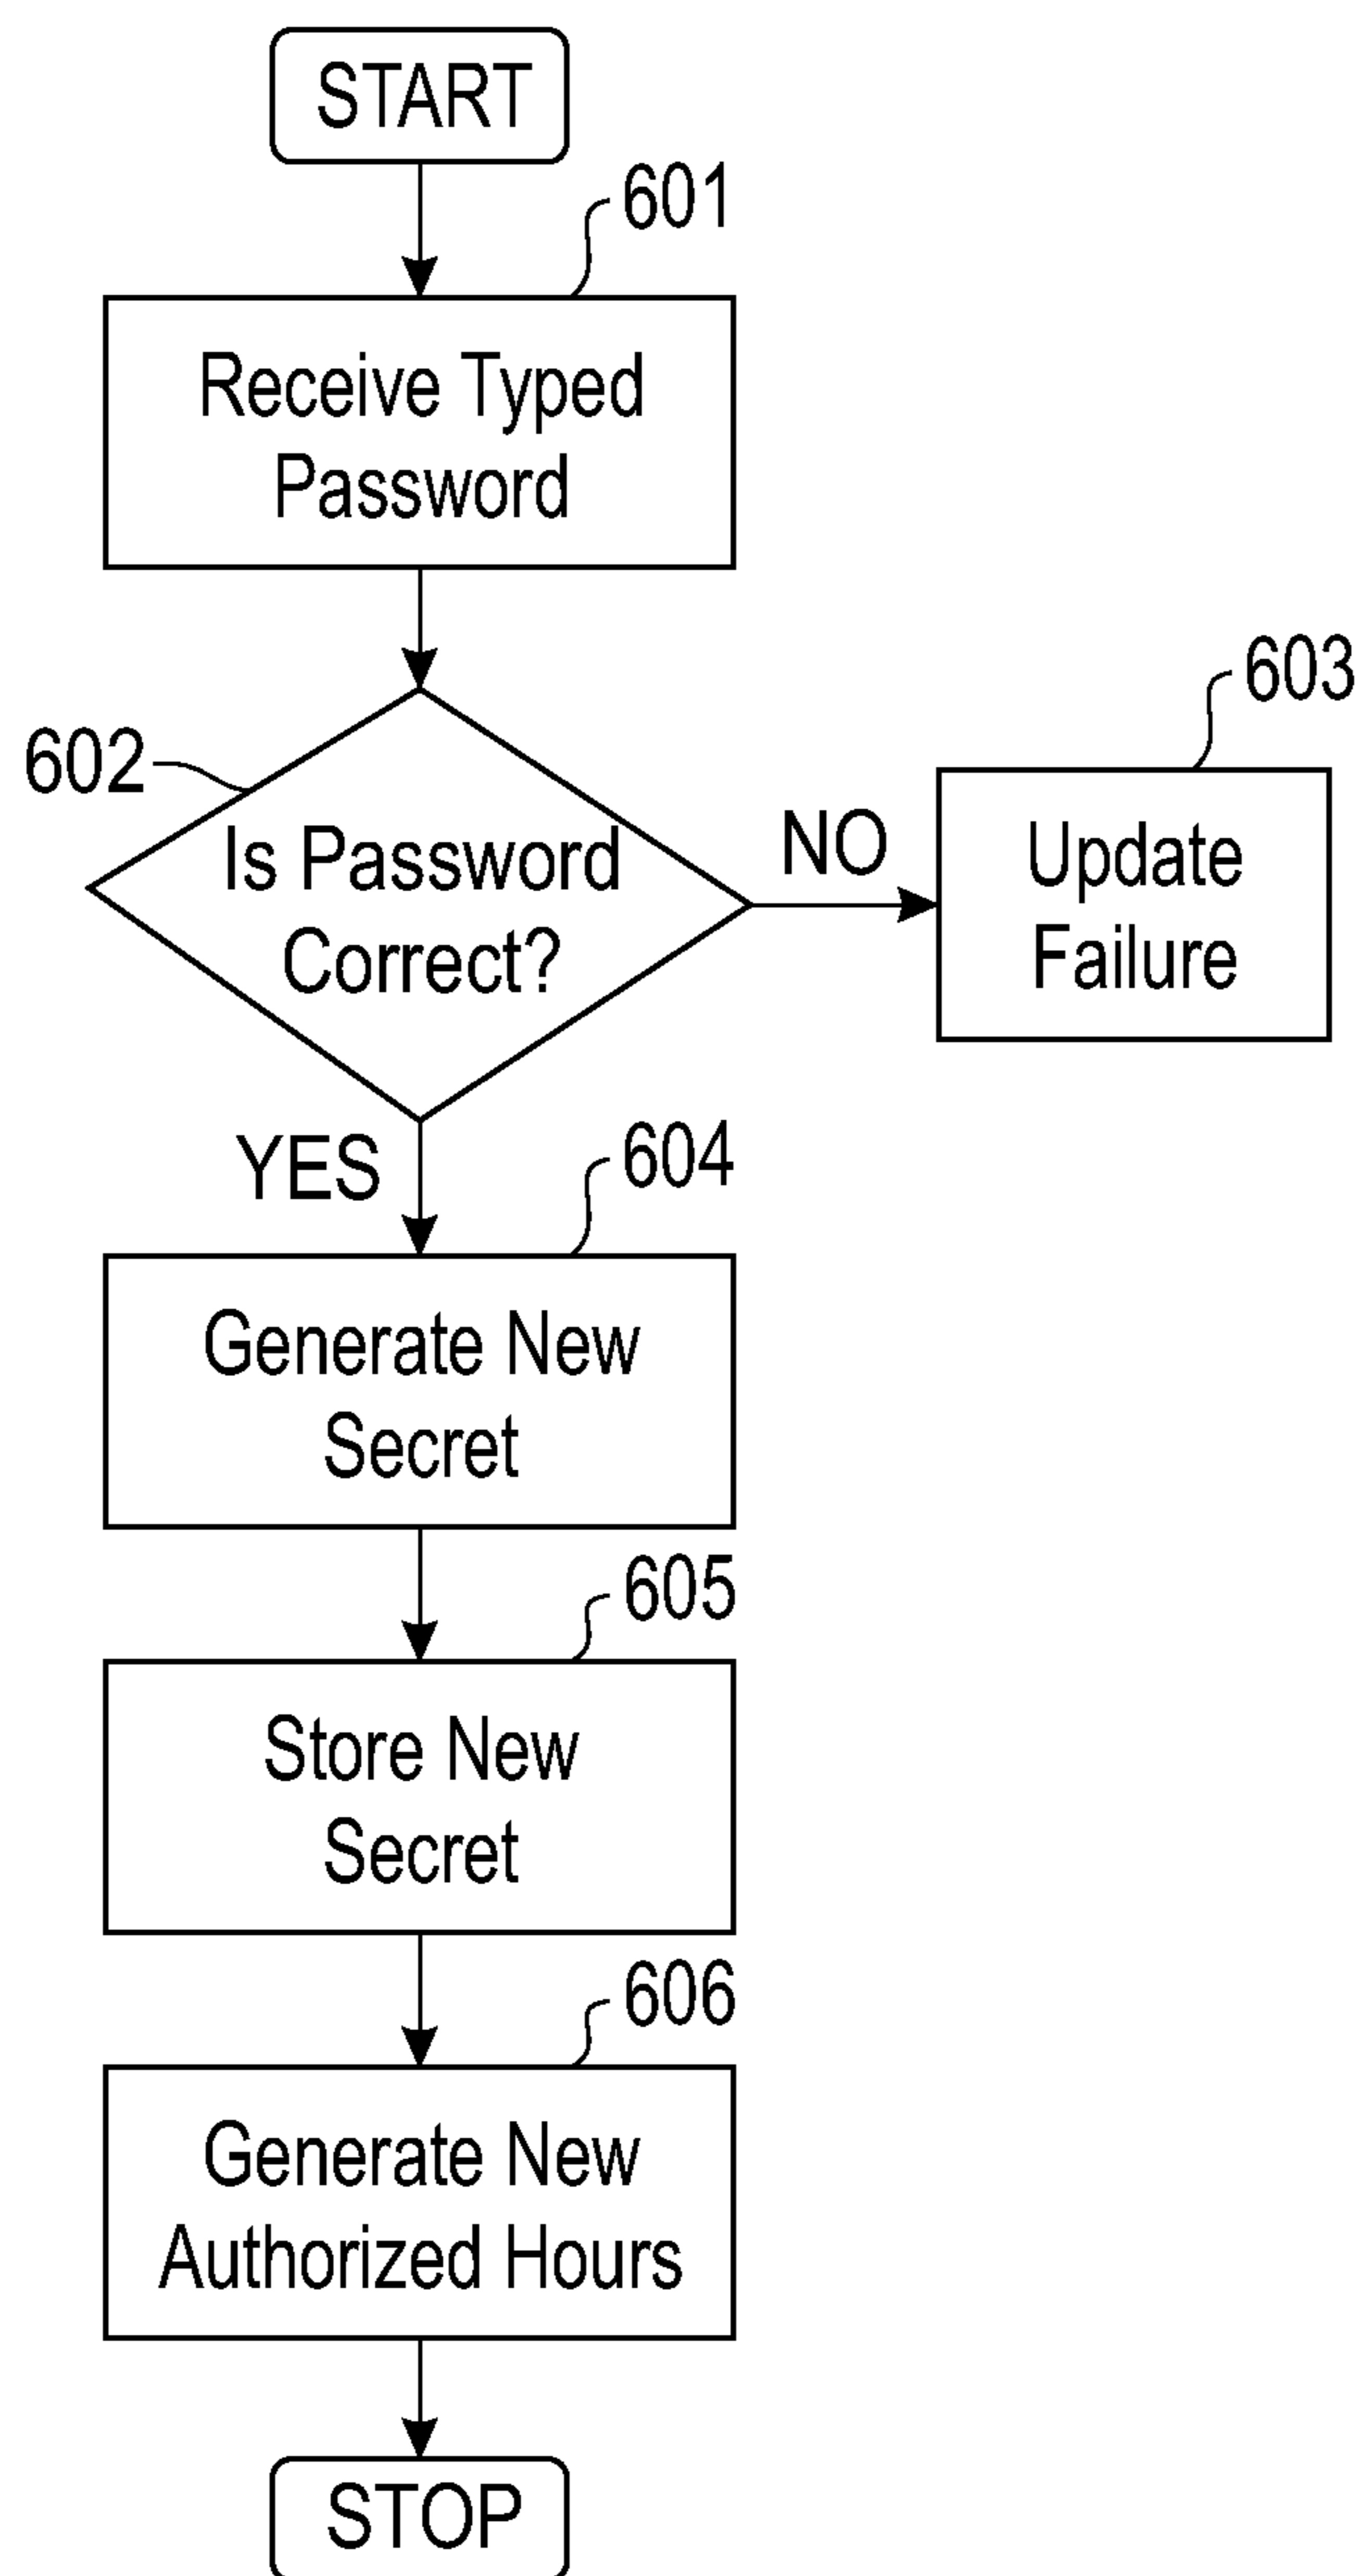 START
601
Receive Typed
Password
602
Is Password
Correct?
NO
603
Update
Failure
YES
604
Generate New
Secret
605
Store New
Secret
606
Generate New
Authorized Hours
STOP